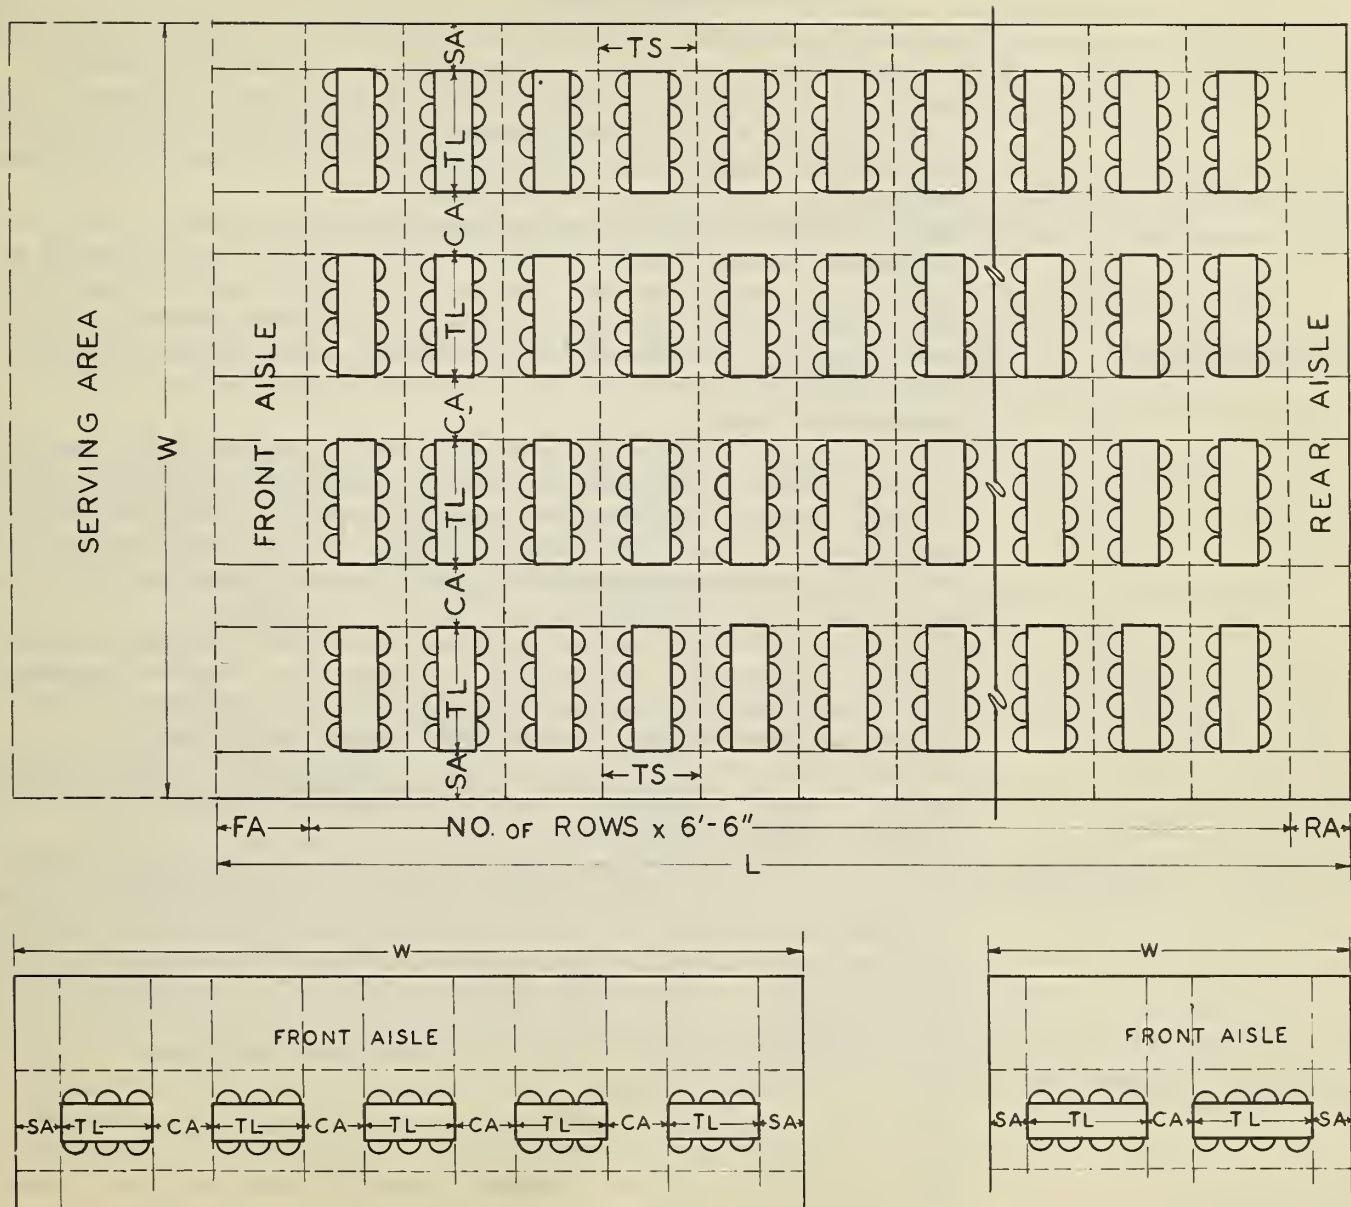 SA
TS
TL
CA
TL
CA
TL
CA
TL
SA
TS
SERVING AREA
W
FRONT AISLE
REAR AISLE
FA NO. OF ROWS x 6'-6" RA
L
W
FRONT AISLE
SA TL CA TL CA TL CA TL CA TL SA
W
FRONT AISLE
SA TL CA TL SA